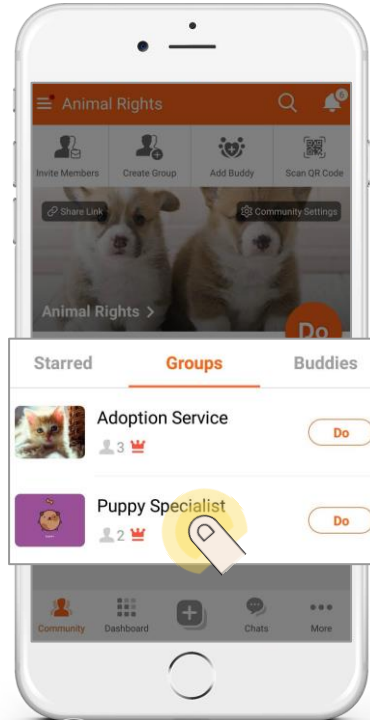 Animal Rights
6
Invite Members
Create Group
Add Buddy
Scan QR Code
Share Link
Community Settings
Animal Rights >
Do
Starred
Groups
Buddies
Adoption Service
3
Do
Puppy Specialist
2
Do
Community
Dashboard
Chats
More